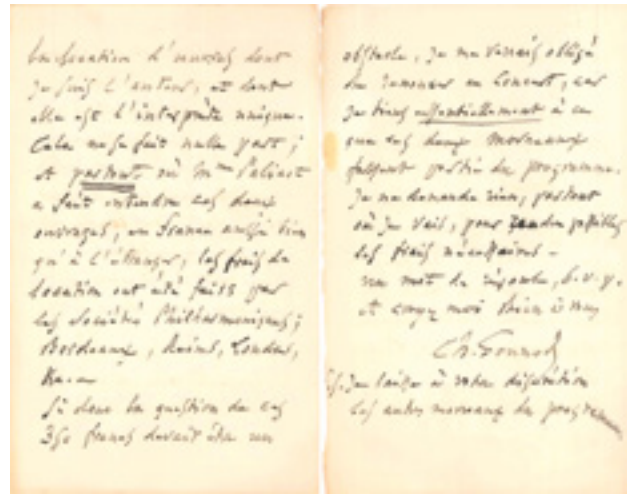 la location d'œuvres dont
je suis l'auteur, et dont
elle est l'interprète unique.
Cela ne se fait nulle part ;
et partout où Mme Palicot
a fait entendre ces deux
ouvrages, en France aussi bien
qu'à l'étranger, les frais de
location ont été faits par
les Sociétés Philharmoniques ;
Bordeaux, Reims, Londres,
Si donc la question de ces
350 francs devait être un
obstacle, je me verrais obligé
de renoncer au Concert, car
je tiens essentiellement à ce
que ces deux morceaux
fassent partie du programme.
Je ne demande rien, partout
où je vais, pour
les frais nécessaires -
un mot de réponse, s. v. p.
et croyez moi bien à vous
Ch. Gounod
P.S. Je laisse à votre disposition
les autres morceaux du programme